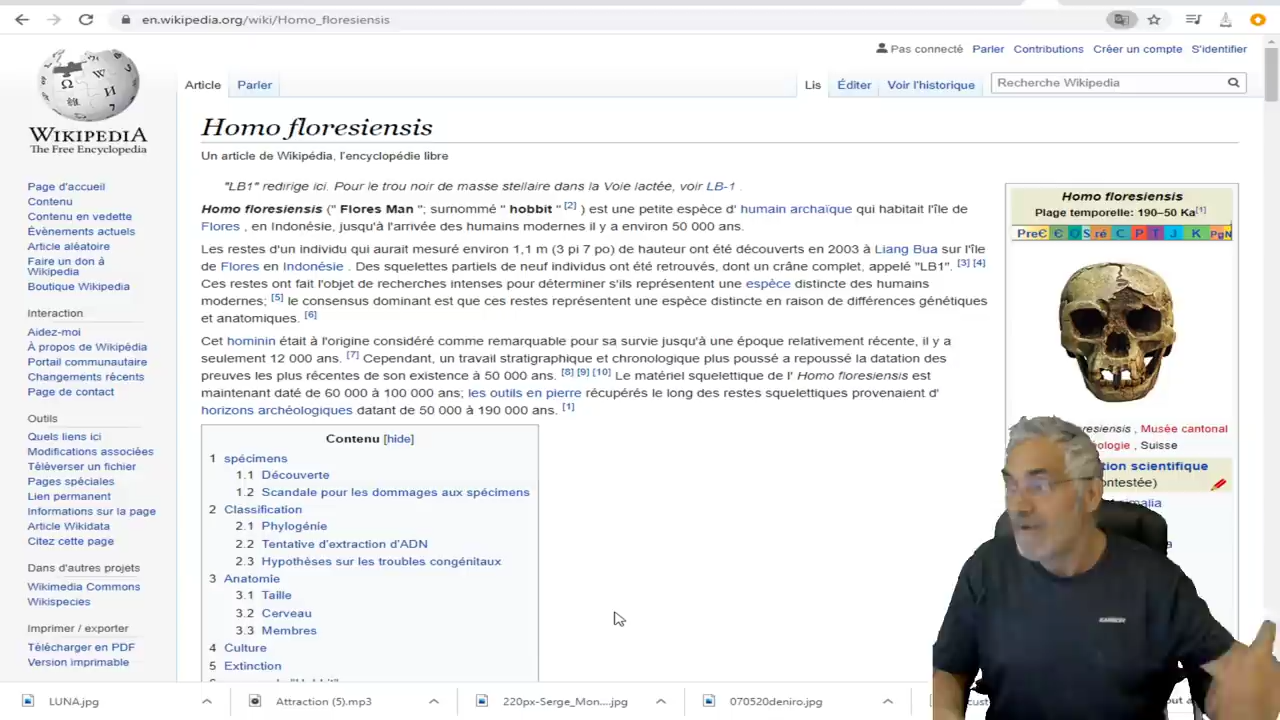 en.wikipedia.org/wiki/Homo_floresiensis
Pas connecté Parler Contributions Créer un compte S'identifier
Article Parler Lis Éditer Voir l'historique Recherche Wikipedia
WIKIPEDIA
The Free Encyclopedia
Page d'accueil
Contenu
Contenu en vedette
Évènements actuels
Article aléatoire
Faire un don à
Wikipedia
Boutique Wikipedia
Interaction
Aidez-moi
À propos de Wikipédia
Portail communautaire
Changements récents
Page de contact
Outils
Quels liens ici
Modifications associées
Téléverser un fichier
Pages spéciales
Lien permanent
Informations sur la page
Article Wikidata
Citez cette page
Dans d'autres projets
Wikimedia Commons
Wikispecies
Imprimer / exporter
Télécharger en PDF
Version imprimable
Homo floresiensis
Un article de Wikipédia, l'encyclopédie libre
"LB1" redirige ici. Pour le trou noir de masse stellaire dans la Voie lactée, voir LB-1 .
Homo floresiensis (" Flores Man "; surnommé " hobbit " [2] ) est une petite espèce d' humain archaïque qui habitait l'île de
Flores , en Indonésie, jusqu'à l'arrivée des humains modernes il y a environ 50 000 ans.
Les restes d'un individu qui aurait mesuré environ 1,1 m (3 pi 7 po) de hauteur ont été découverts en 2003 à Liang Bua sur l'île
de Flores en Indonésie . Des squelettes partiels de neuf individus ont été retrouvés, dont un crâne complet, appelé "LB1". [3] [4]
Ces restes ont fait l'objet de recherches intenses pour déterminer s'ils représentent une espèce distincte des humains
modernes; [5] le consensus dominant est que ces restes représentent une espèce distincte en raison de différences génétiques
et anatomiques. [6]
Cet hominin était à l'origine considéré comme remarquable pour sa survie jusqu'à une époque relativement récente, il y a
seulement 12 000 ans. [7] Cependant, un travail stratigraphique et chronologique plus poussé a repoussé la datation des
preuves les plus récentes de son existence à 50 000 ans. [8] [9] [10] Le matériel squelettique de l' Homo floresiensis est
maintenant daté de 60 000 à 100 000 ans; les outils en pierre récupérés le long des restes squelettiques provenaient d'
horizons archéologiques datant de 50 000 à 190 000 ans. [1]
Contenu [hide]
1 spécimens
1.1 Découverte
1.2 Scandale pour les dommages aux spécimens
2 Classification
2.1 Phylogénie
2.2 Tentative d'extraction d'ADN
2.3 Hypothèses sur les troubles congénitaux
3 Anatomie
3.1 Taille
3.2 Cerveau
3.3 Membres
4 Culture
5 Extinction
Homo floresiensis
Plage temporelle: 190–50 Ka[1]
PreЄ Є O S ré C P T J K PgN
resiensis , Musée cantonal
ologie , Suisse
tion scientifique
ontestée)
LUNA.jpg Attraction (5).mp3 220px-Serge_Mon....jpg 070520deniro.jpg